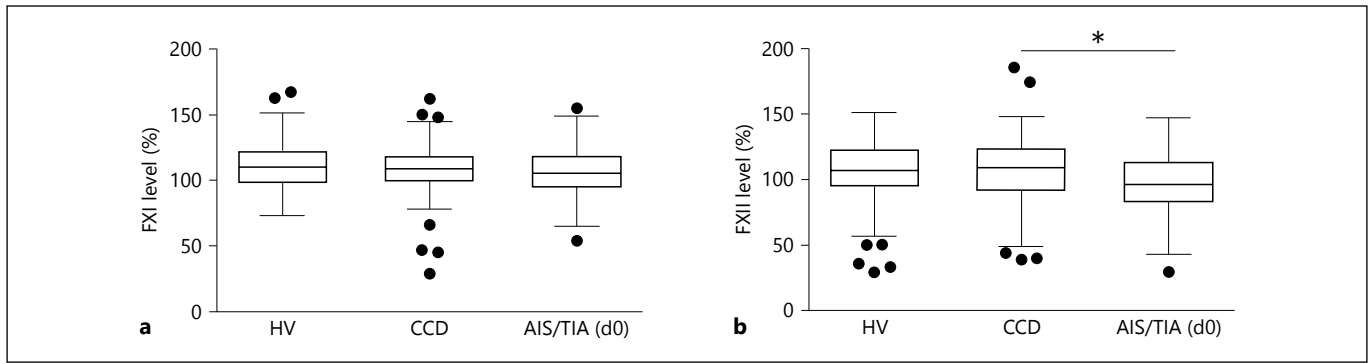 200
150
100
50
0
FXI level (%)
HV
CCD
AIS/TIA (d0)
a
200
150
100
50
0
FXII level (%)
*
HV
CCD
AIS/TIA (d0)
b